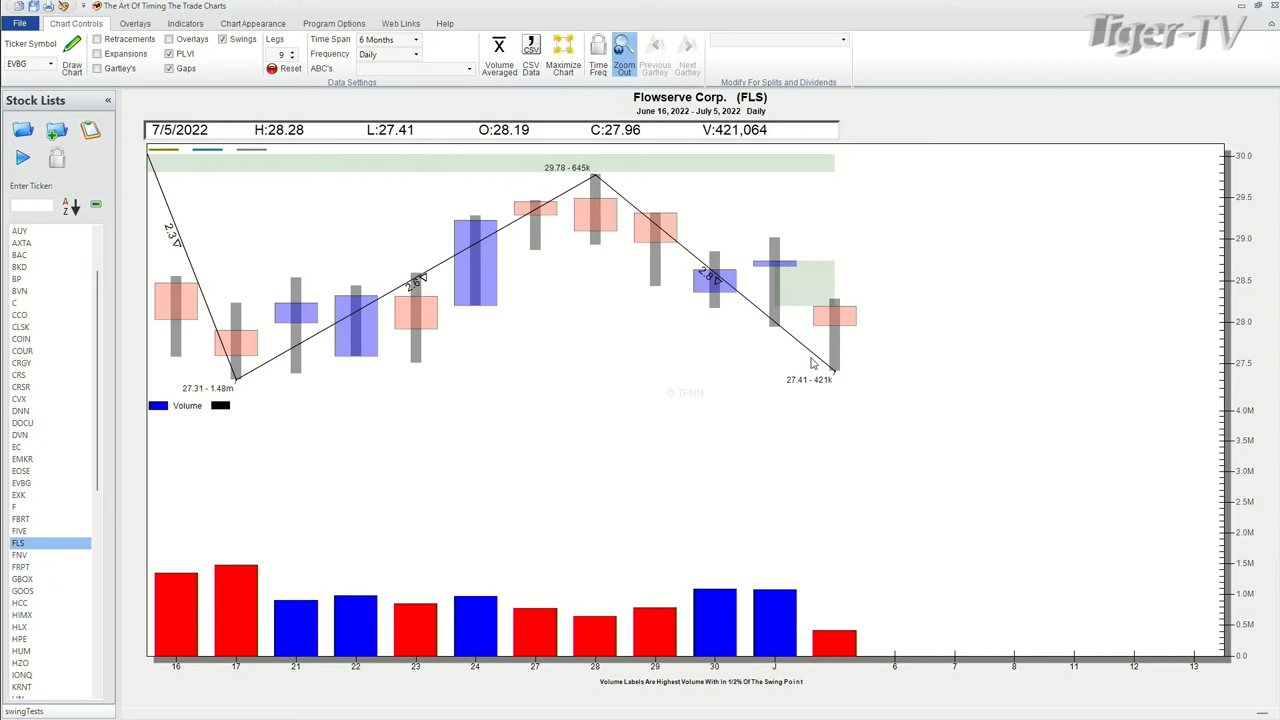 The Art Of Timing The Trade Charts
File
Chart Controls
Overlays
Indicators
Chart Appearance
Program Options
Web Links
Help
Ticker Symbol
EVBG
Draw Chart
Retracements
Overlays
Swings
Expansions
PLVI
Gartley's
Gaps
Legs
9
Reset
Time Span
6 Months
Frequency
Daily
ABC's
Data Settings
Volume Averaged
CSV Data
Maximize Chart
Time Freq
Zoom Out
Previous Gartley
Next Gartley
Modify For Splits and Dividends
Tiger-TV
Stock Lists
«
Enter Ticker:
A
Z
AUY
AXTA
BAC
BKD
BP
BVN
C
CCO
CLSK
COIN
COUR
CRGY
CRS
CRSR
CVX
DNN
DOCU
DVN
EC
EMKR
EOSE
EVBG
EXK
F
FBRT
FIVE
FLS
FNV
FRPT
GBOX
GOOS
HCC
HIMX
HLX
HPE
HUM
HZO
IONQ
KRNT
swingTests
Flowserve Corp. (FLS)
June 16, 2022 - July 5, 2022 Daily
7/5/2022 H:28.28 L:27.41 O:28.19 C:27.96 V:421,064
29.78 - 645k
2.3
2.6
2.8
27.31 - 1.48m
27.41 - 421k
© TFNN
Volume
30.0
29.5
29.0
28.5
28.0
27.5
4.0M
3.5M
3.0M
2.5M
2.0M
1.5M
1.0M
0.5M
0.0
16 17 21 22 23 24 27 28 29 30 J 6 7 8 11 12 13
Volume Labels Are Highest Volume With In 1/2% Of The Swing Point